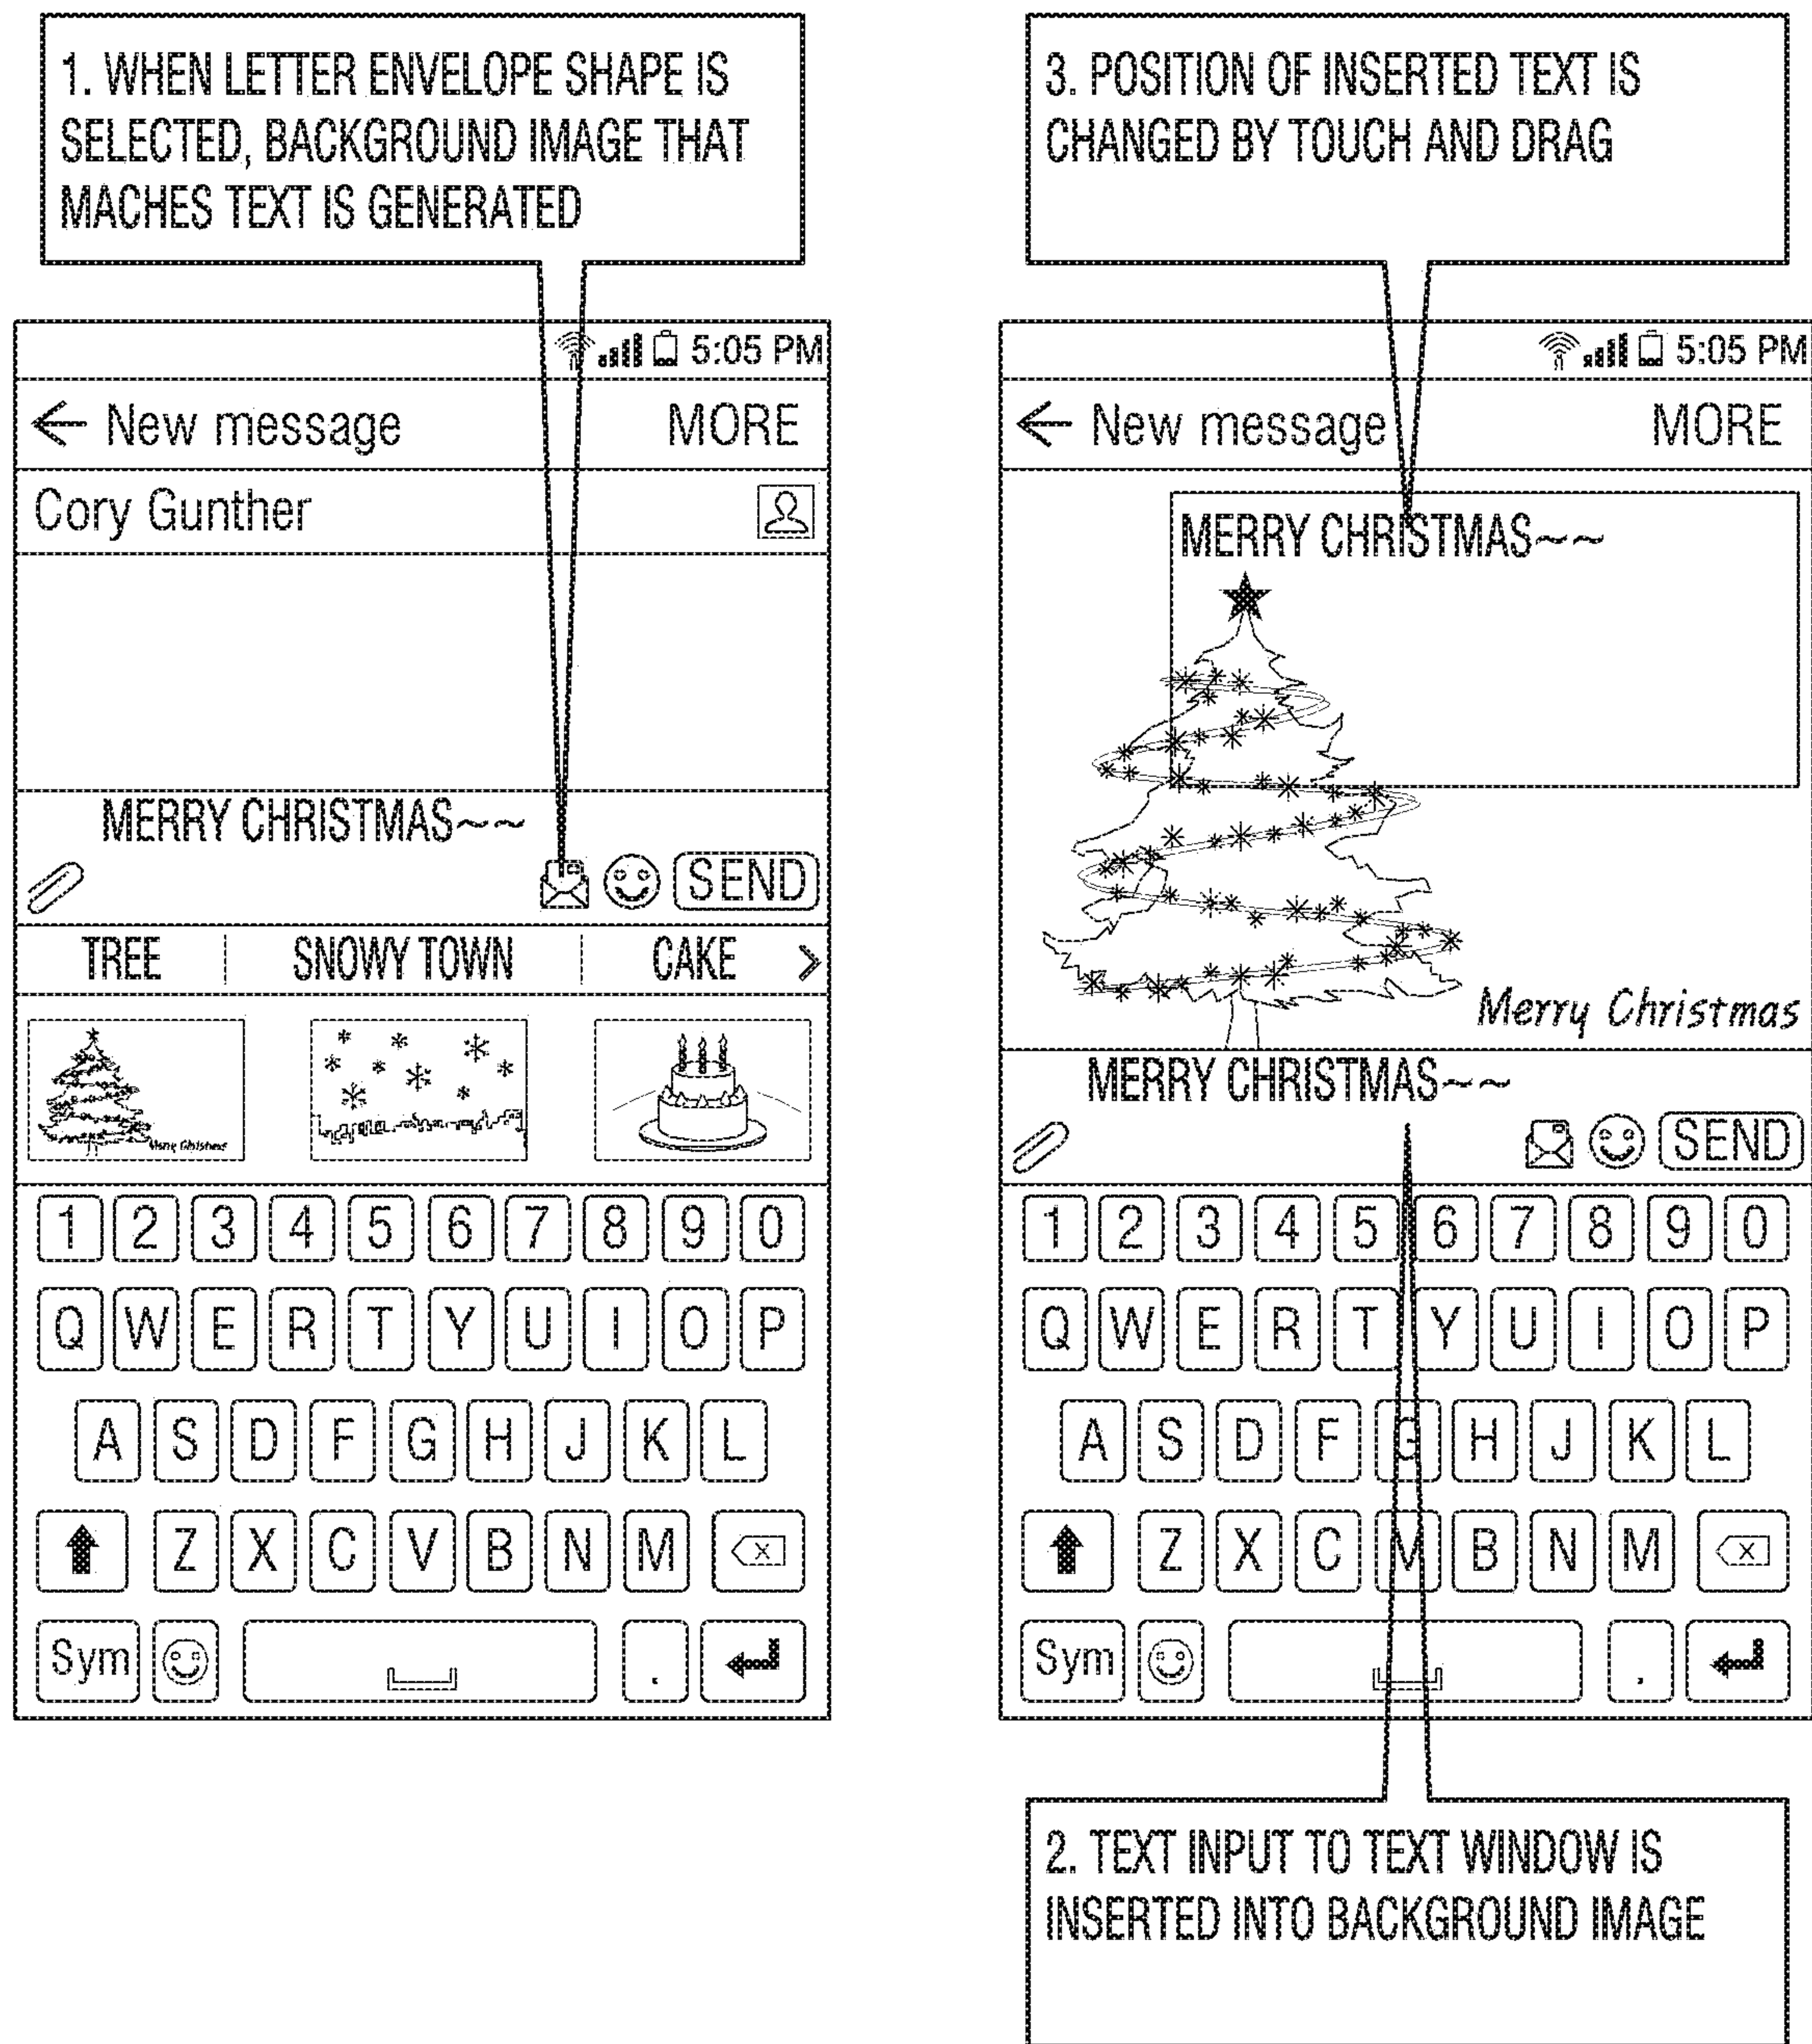 1. WHEN LETTER ENVELOPE SHAPE IS
SELECTED, BACKGROUND IMAGE THAT
MACHES TEXT IS GENERATED
5:05 PM
New message MORE
Cory Gunther
MERRY CHRISTMAS~~
SEND
TREE SNOWY TOWN CAKE >
Merry Christmas
1 2 3 4 5 6 7 8 9 0
Q W E R T Y U I O P
A S D F G H J K L
Z X C V B N M
Sym .
3. POSITION OF INSERTED TEXT IS
CHANGED BY TOUCH AND DRAG
5:05 PM
New message MORE
MERRY CHRISTMAS~~
Merry Christmas
MERRY CHRISTMAS~~
SEND
1 2 3 4 5 6 7 8 9 0
Q W E R T Y U I O P
A S D F G H J K L
Z X C V B N M
Sym .
2. TEXT INPUT TO TEXT WINDOW IS
INSERTED INTO BACKGROUND IMAGE